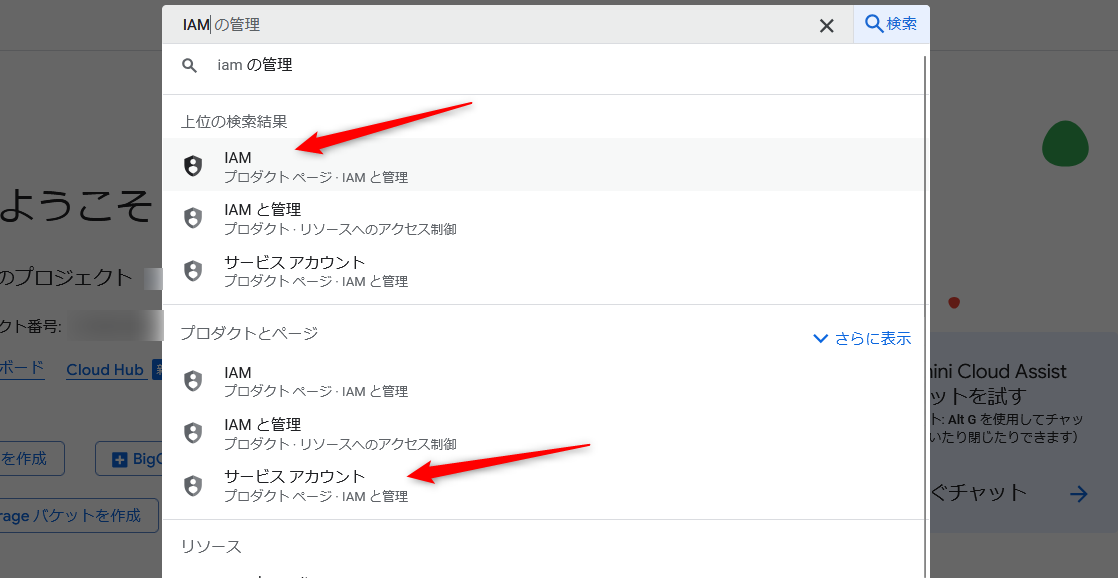 IAM の管理
検索
iam の管理
上位の検索結果
IAM
プロダクト ページ · IAM と管理
IAM と管理
プロダクト · リソースへのアクセス制御
サービス アカウント
プロダクト ページ · IAM と管理
プロダクトとページ
さらに表示
IAM
プロダクト ページ · IAM と管理
IAM と管理
プロダクト · リソースへのアクセス制御
サービス アカウント
プロダクト ページ · IAM と管理
リソース
ようこそ
のプロジェクト
クト番号:
ボード
Cloud Hub
を作成
Big
rage バケットを作成
ini Cloud Assist
ットを試す
ト: Alt G を使用してチャッ
いたり閉じたりできます）
ぐチャット